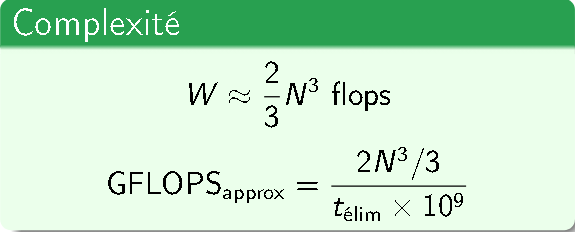 Complexité
W ≈ 2/3 N³ flops
GFLOPS_approx = (2N³/3) / (t_élim × 10⁹)